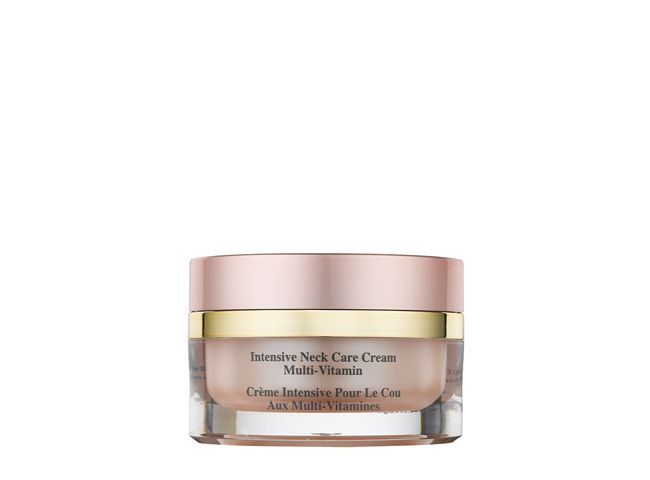 Intensive Neck Care Cream
Multi-Vitamin
Crème Intensive Pour Le Cou
Aux Multi-Vitamines